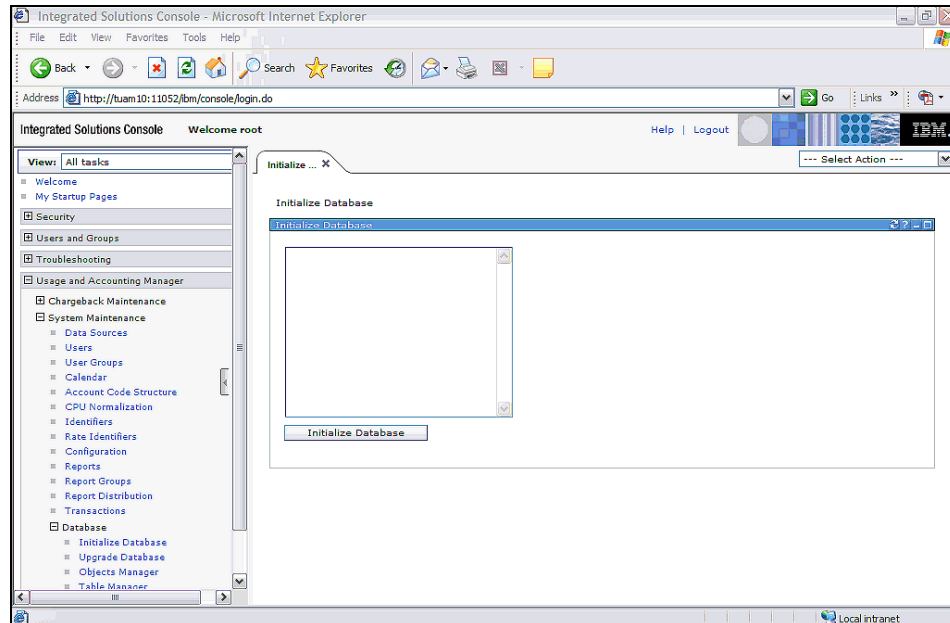 Integrated Solutions Console - Microsoft Internet Explorer
File Edit View Favorites Tools Help
Back Search Favorites
Address http://tuam10:11052/ibm/console/login.do Go Links »
Integrated Solutions Console Welcome root Help | Logout IBM.
View: All tasks
Initialize ... X
--- Select Action ---
Welcome
My Startup Pages
Security
Users and Groups
Troubleshooting
Usage and Accounting Manager
Chargeback Maintenance
System Maintenance
Data Sources
Users
User Groups
Calendar
Account Code Structure
CPU Normalization
Identifiers
Rate Identifiers
Configuration
Reports
Report Groups
Report Distribution
Transactions
Database
Initialize Database
Upgrade Database
Objects Manager
Table Manager
Initialize Database
Initialize Database
Initialize Database
Local intranet